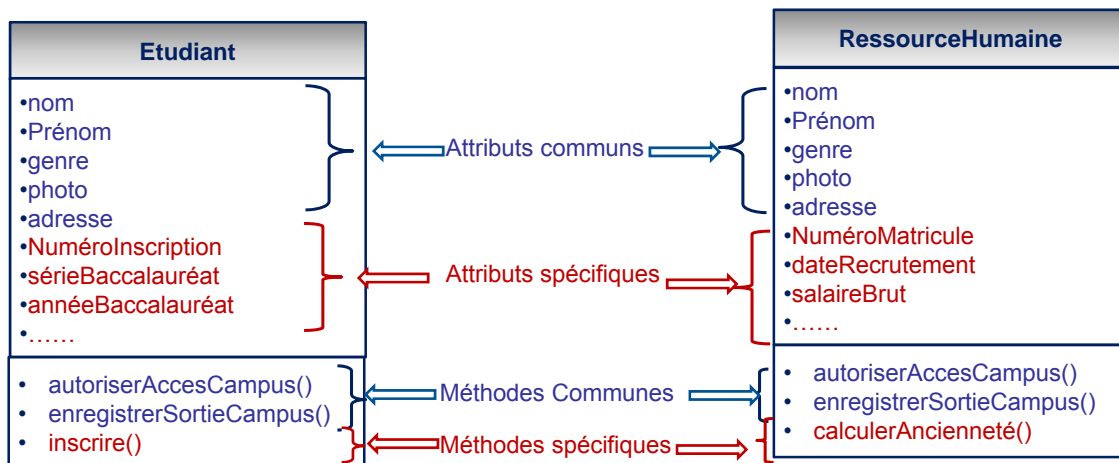 Etudiant
•nom
•Prénom
•genre
•photo
•adresse
•NuméroInscription
•sérieBaccalauréat
•annéeBaccalauréat
•……
• autoriserAccesCampus()
• enregistrerSortieCampus()
• inscrire()
Attributs communs
Attributs spécifiques
Méthodes Communes
Méthodes spécifiques
RessourceHumaine
•nom
•Prénom
•genre
•photo
•adresse
•NuméroMatricule
•dateRecrutement
•salaireBrut
•……
• autoriserAccesCampus()
• enregistrerSortieCampus()
• calculerAncienneté()